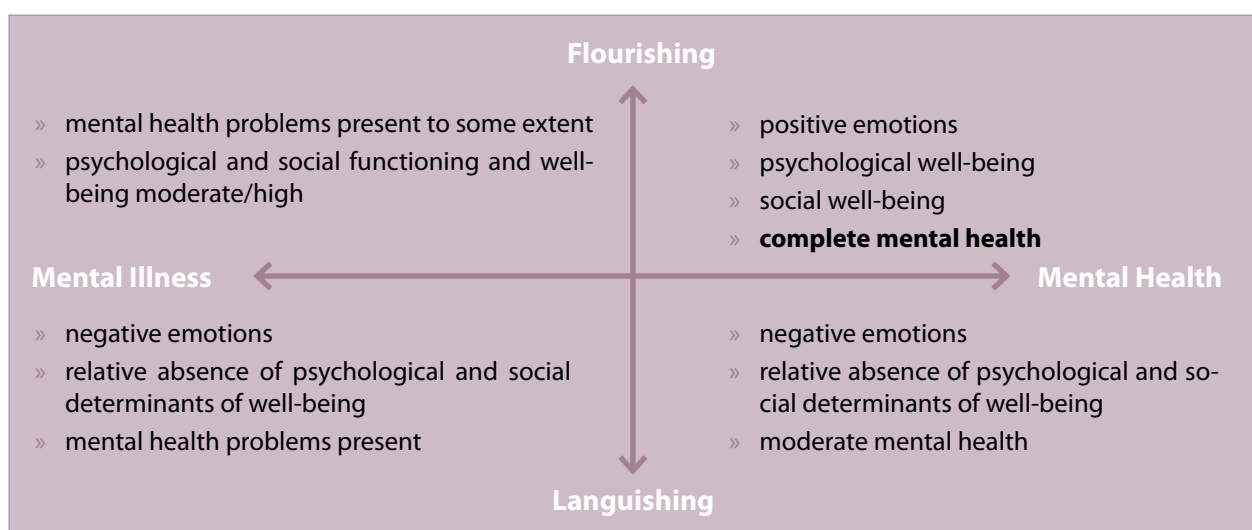 Flourishing
» mental health problems present to some extent
» psychological and social functioning and well-
being moderate/high
» positive emotions
» psychological well-being
» social well-being
» complete mental health
Mental Illness
Mental Health
» negative emotions
» relative absence of psychological and social
determinants of well-being
» mental health problems present
» negative emotions
» relative absence of psychological and so-
cial determinants of well-being
» moderate mental health
Languishing